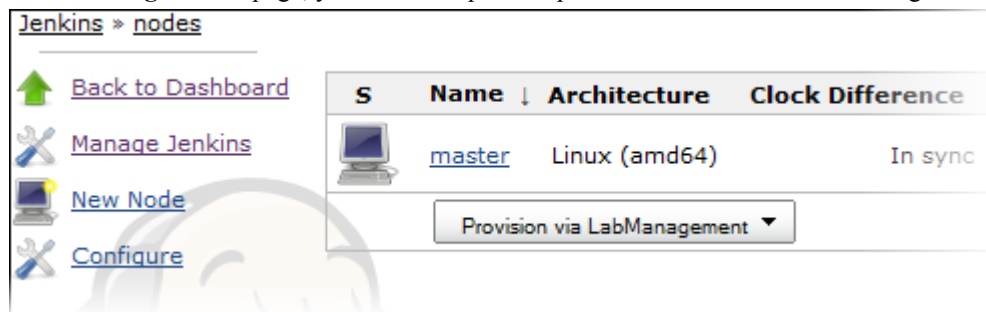 Jenkins » nodes
Back to Dashboard
Manage Jenkins
New Node
Configure
S Name ↓ Architecture Clock Difference
master Linux (amd64) In sync
Provision via LabManagement